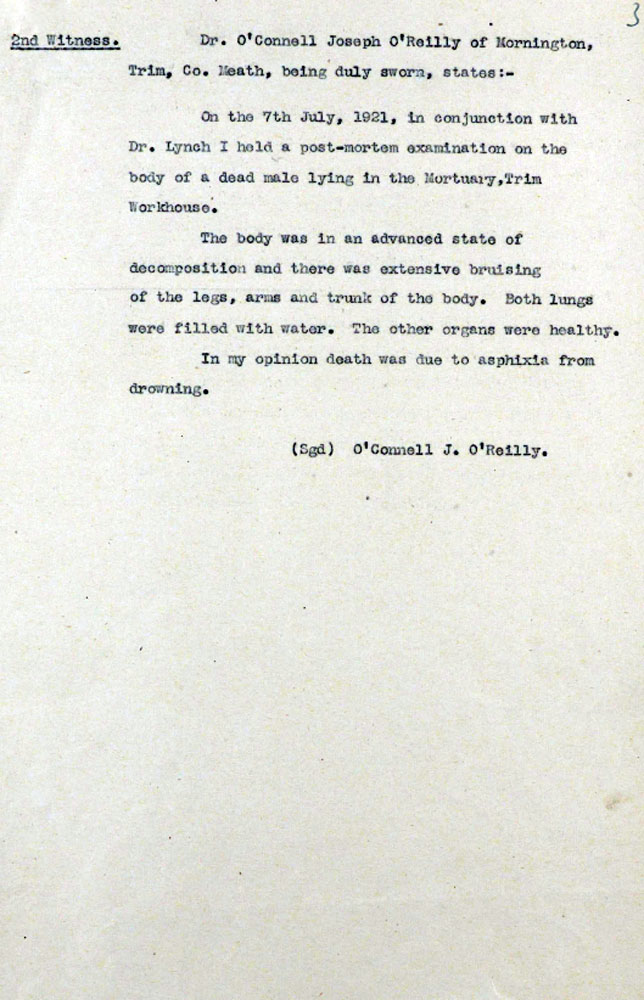 3
2nd Witness. Dr. O'Connell Joseph O'Reilly of Mornington,
Trim, Co. Meath, being duly sworn, states:-
On the 7th July, 1921, in conjunction with
Dr. Lynch I held a post-mortem examination on the
body of a dead male lying in the Mortuary,Trim
Workhouse.
The body was in an advanced state of
decomposition and there was extensive bruising
of the legs, arms and trunk of the body. Both lungs
were filled with water. The other organs were healthy.
In my opinion death was due to asphixia from
drowning.
(Sgd) O'Connell J. O'Reilly.